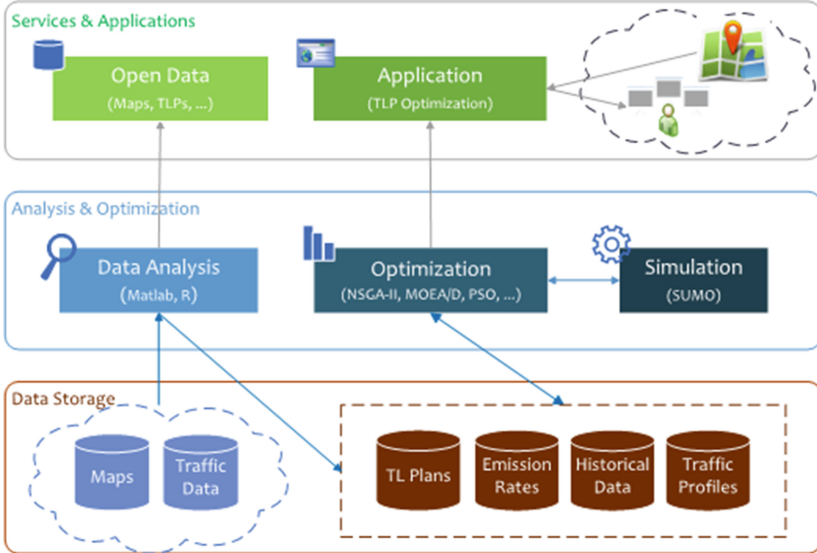 Services & Applications
Open Data
(Maps, TLPs, ...)
Application
(TLP Optimization)
Analysis & Optimization
Data Analysis
(Matlab, R)
Optimization
(NSGA-II, MOEA/D, PSO, ...)
Simulation
(SUMO)
Data Storage
Maps
Traffic
Data
TL Plans
Emission
Rates
Historical
Data
Traffic
Profiles